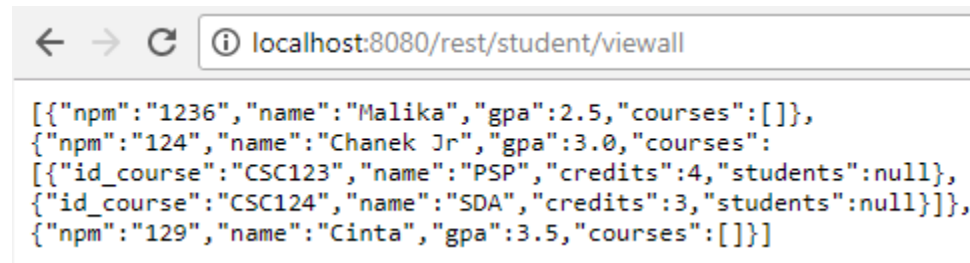 localhost:8080/rest/student/viewall
[{"npm":"1236","name":"Malika","gpa":2.5,"courses":[]},
{"npm":"124","name":"Chanek Jr","gpa":3.0,"courses":
[{"id_course":"CSC123","name":"PSP","credits":4,"students":null},
{"id_course":"CSC124","name":"SDA","credits":3,"students":null}]},
{"npm":"129","name":"Cinta","gpa":3.5,"courses":[]}]